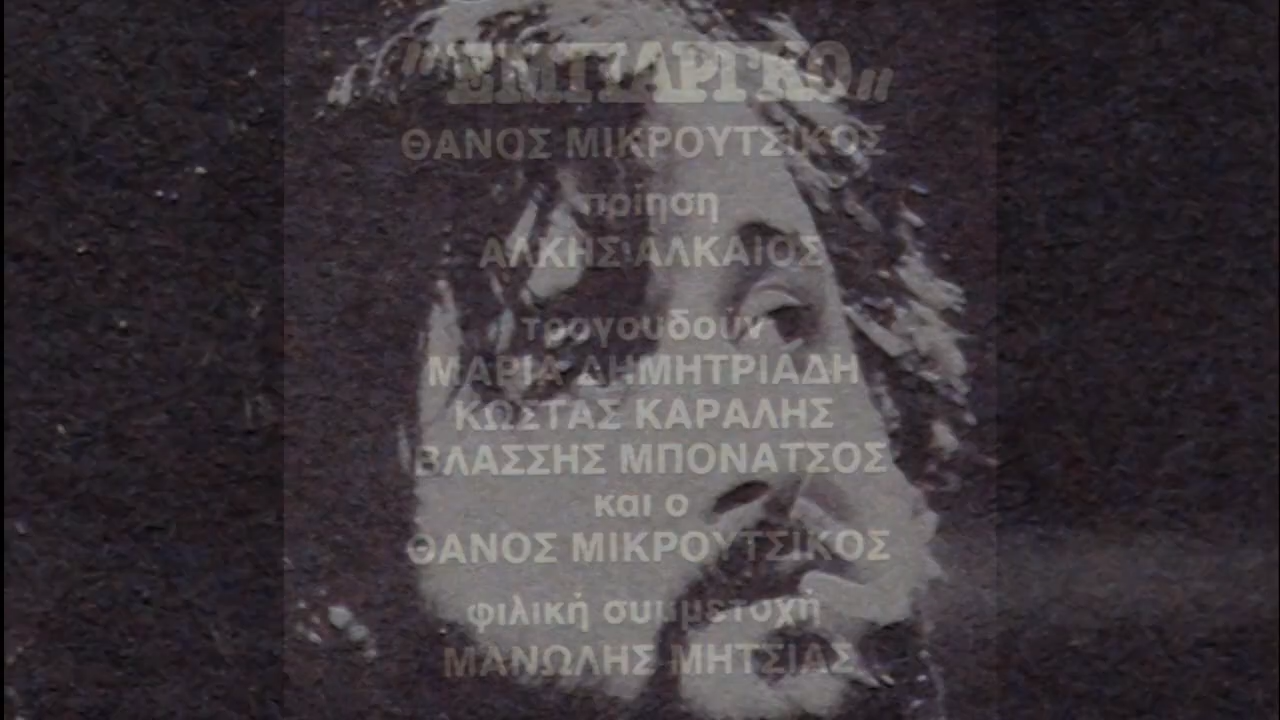 "ΕΜΠΑΡΓΚΟ"
ΘΑΝΟΣ ΜΙΚΡΟΥΤΣΙΚΟΣ
ποίηση
ΑΛΚΗΣ ΑΛΚΑΙΟΣ
τραγουδούν
ΜΑΡΙΑ ΔΗΜΗΤΡΙΑΔΗ
ΚΩΣΤΑΣ ΚΑΡΑΛΗΣ
ΒΛΑΣΣΗΣ ΜΠΟΝΑΤΣΟΣ
και ο
ΘΑΝΟΣ ΜΙΚΡΟΥΤΣΙΚΟΣ
φιλική συμμετοχή
ΜΑΝΩΛΗΣ ΜΗΤΣΙΑΣ